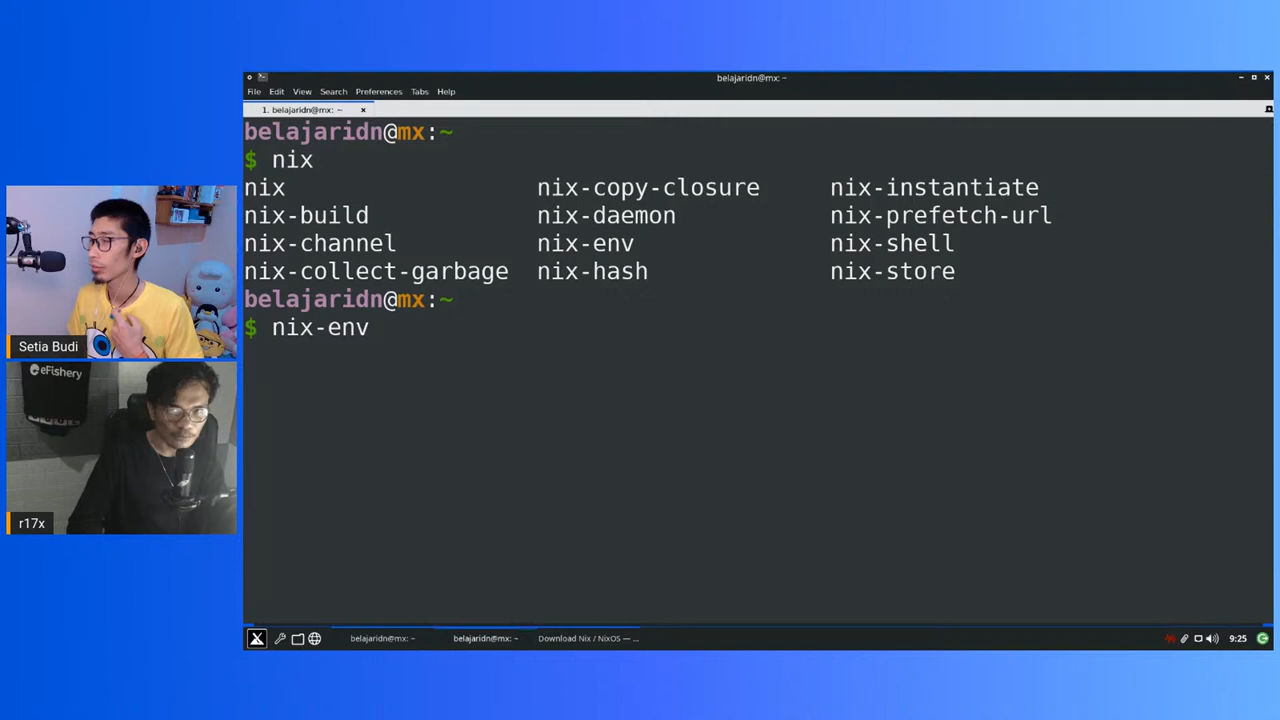 belajaridn@mx: ~
File Edit View Search Preferences Tabs Help
1. belajaridn@mx: ~
belajaridn@mx:~
$ nix
nix nix-copy-closure nix-instantiate
nix-build nix-daemon nix-prefetch-url
nix-channel nix-env nix-shell
nix-collect-garbage nix-hash nix-store
belajaridn@mx:~
$ nix-env
Setia Budi
eFishery
r17x
belajaridn@mx: ~ belajaridn@mx: ~ Download Nix / NixOS — ... 9:25